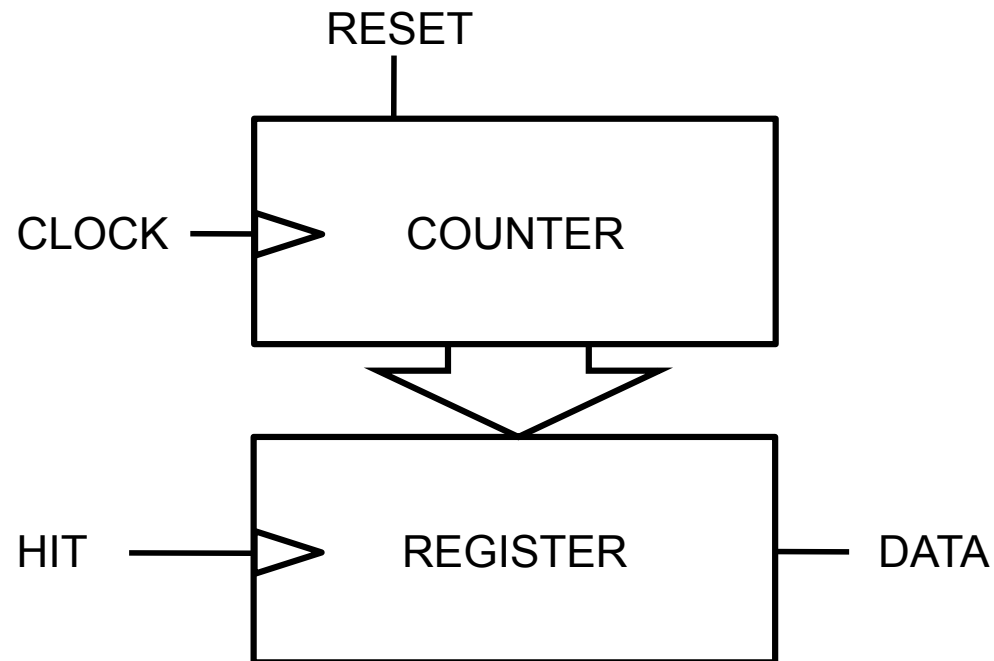 RESET
CLOCK
COUNTER
HIT
REGISTER
DATA